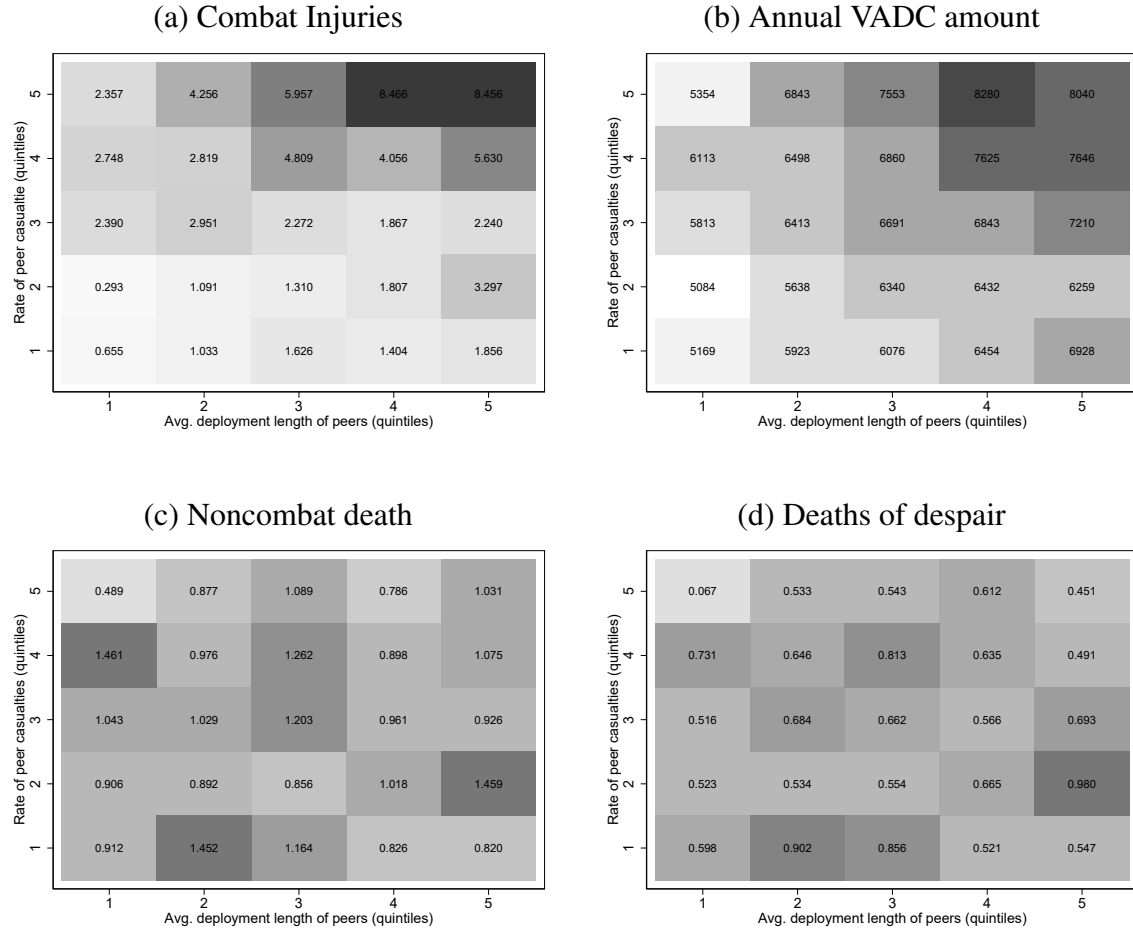 (a) Combat Injuries
Rate of peer casualtie (quintiles)
5 2.357 4.256 5.957 8.466 8.456
4 2.748 2.819 4.809 4.056 5.630
3 2.390 2.951 2.272 1.867 2.240
2 0.293 1.091 1.310 1.807 3.297
1 0.655 1.033 1.626 1.404 1.856
1 2 3 4 5
Avg. deployment length of peers (quintiles)
(b) Annual VADC amount
Rate of peer casualties (quintiles)
5 5354 6843 7553 8280 8040
4 6113 6498 6860 7625 7646
3 5813 6413 6691 6843 7210
2 5084 5638 6340 6432 6259
1 5169 5923 6076 6454 6928
1 2 3 4 5
Avg. deployment length of peers (quintiles)
(c) Noncombat death
Rate of peer casualties (quintiles)
5 0.489 0.877 1.089 0.786 1.031
4 1.461 0.976 1.262 0.898 1.075
3 1.043 1.029 1.203 0.961 0.926
2 0.906 0.892 0.856 1.018 1.459
1 0.912 1.452 1.164 0.826 0.820
1 2 3 4 5
Avg. deployment length of peers (quintiles)
(d) Deaths of despair
Rate of peer casualties (quintiles)
5 0.067 0.533 0.543 0.612 0.451
4 0.731 0.646 0.813 0.635 0.491
3 0.516 0.684 0.662 0.566 0.693
2 0.523 0.534 0.554 0.665 0.980
1 0.598 0.902 0.856 0.521 0.547
1 2 3 4 5
Avg. deployment length of peers (quintiles)